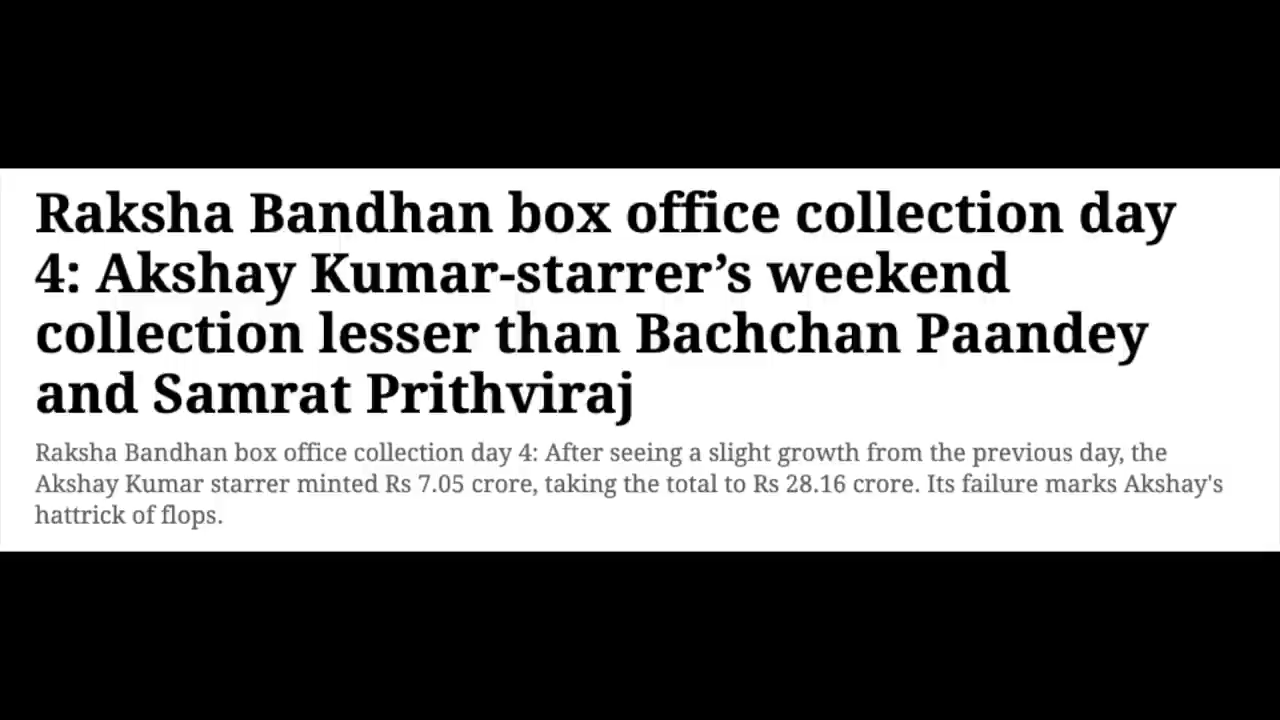 Raksha Bandhan box office collection day
4: Akshay Kumar-starrer’s weekend
collection lesser than Bachchan Paandey
and Samrat Prithviraj
Raksha Bandhan box office collection day 4: After seeing a slight growth from the previous day, the
Akshay Kumar starrer minted Rs 7.05 crore, taking the total to Rs 28.16 crore. Its failure marks Akshay's
hattrick of flops.